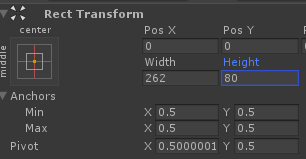 Rect Transform
center
Pos X Pos Y
middle
0 0
Width Height
262 80
Anchors
Min X 0.5 Y 0.5
Max X 0.5 Y 0.5
Pivot X 0.5000001 Y 0.5